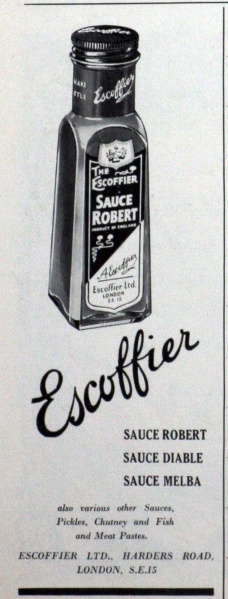 Escoffier
THE
ESCOFFIER
SAUCE
ROBERT
PRODUCT OF ENGLAND
A. Escoffier
Escoffier Ltd.
LONDON
S.E. 15
Escoffier
SAUCE ROBERT
SAUCE DIABLE
SAUCE MELBA
also various other Sauces,
Pickles, Chutney and Fish
and Meat Pastes.
ESCOFFIER LTD., HARDERS ROAD,
LONDON, S.E.15